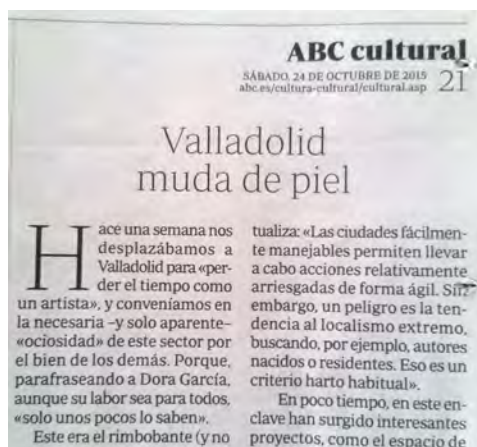 ABC cultural
SÁBADO, 24 DE OCTUBRE DE 2015
abc.es/cultura-cultural/cultural.asp
21
Valladolid
muda de piel
Hace una semana nos
desplazábamos a
Valladolid para «per-
der el tiempo como
un artista», y conveníamos en
la necesaria –y solo aparente–
«ociosidad» de este sector por
el bien de los demás. Porque,
parafraseando a Dora García,
aunque su labor sea para todos,
«solo unos pocos lo saben».
Este era el rimbobante (y no
tualiza: «Las ciudades fácilmen-
te manejables permiten llevar
a cabo acciones relativamente
arriesgadas de forma ágil. Sin
embargo, un peligro es la ten-
dencia al localismo extremo,
buscando, por ejemplo, autores
nacidos o residentes. Eso es un
criterio harto habitual».
En poco tiempo, en este en-
clave han surgido interesantes
proyectos, como el espacio de